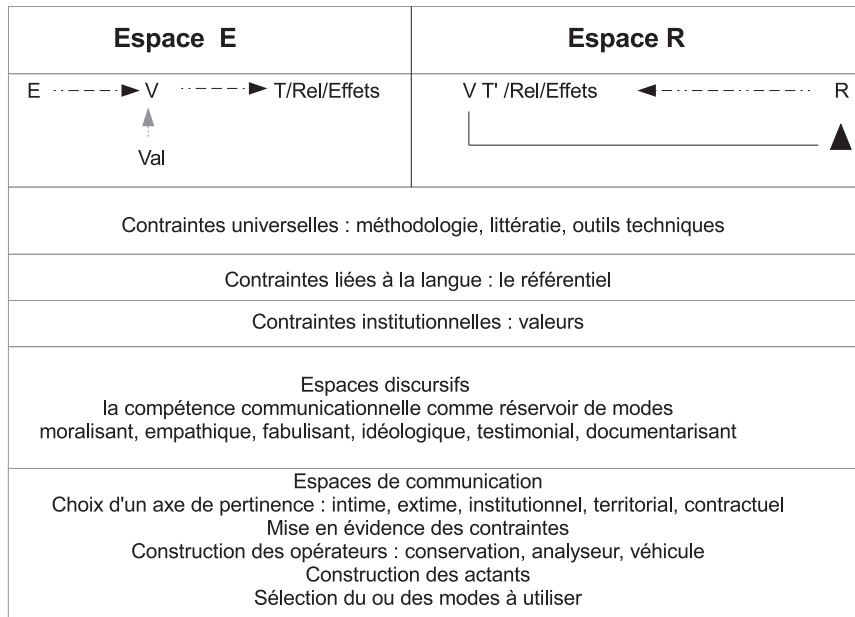 Espace E
Espace R
E V T/Rel/Effets
V T' /Rel/Effets R
Val
Contraintes universelles : méthodologie, littératie, outils techniques
Contraintes liées à la langue : le référentiel
Contraintes institutionnelles : valeurs
Espaces discursifs
la compétence communicationnelle comme réservoir de modes
moralisant, empathique, fabulisant, idéologique, testimonial, documentarisant
Espaces de communication
Choix d'un axe de pertinence : intime, extime, institutionnel, territorial, contractuel
Mise en évidence des contraintes
Construction des opérateurs : conservation, analyseur, véhicule
Construction des actants
Sélection du ou des modes à utiliser